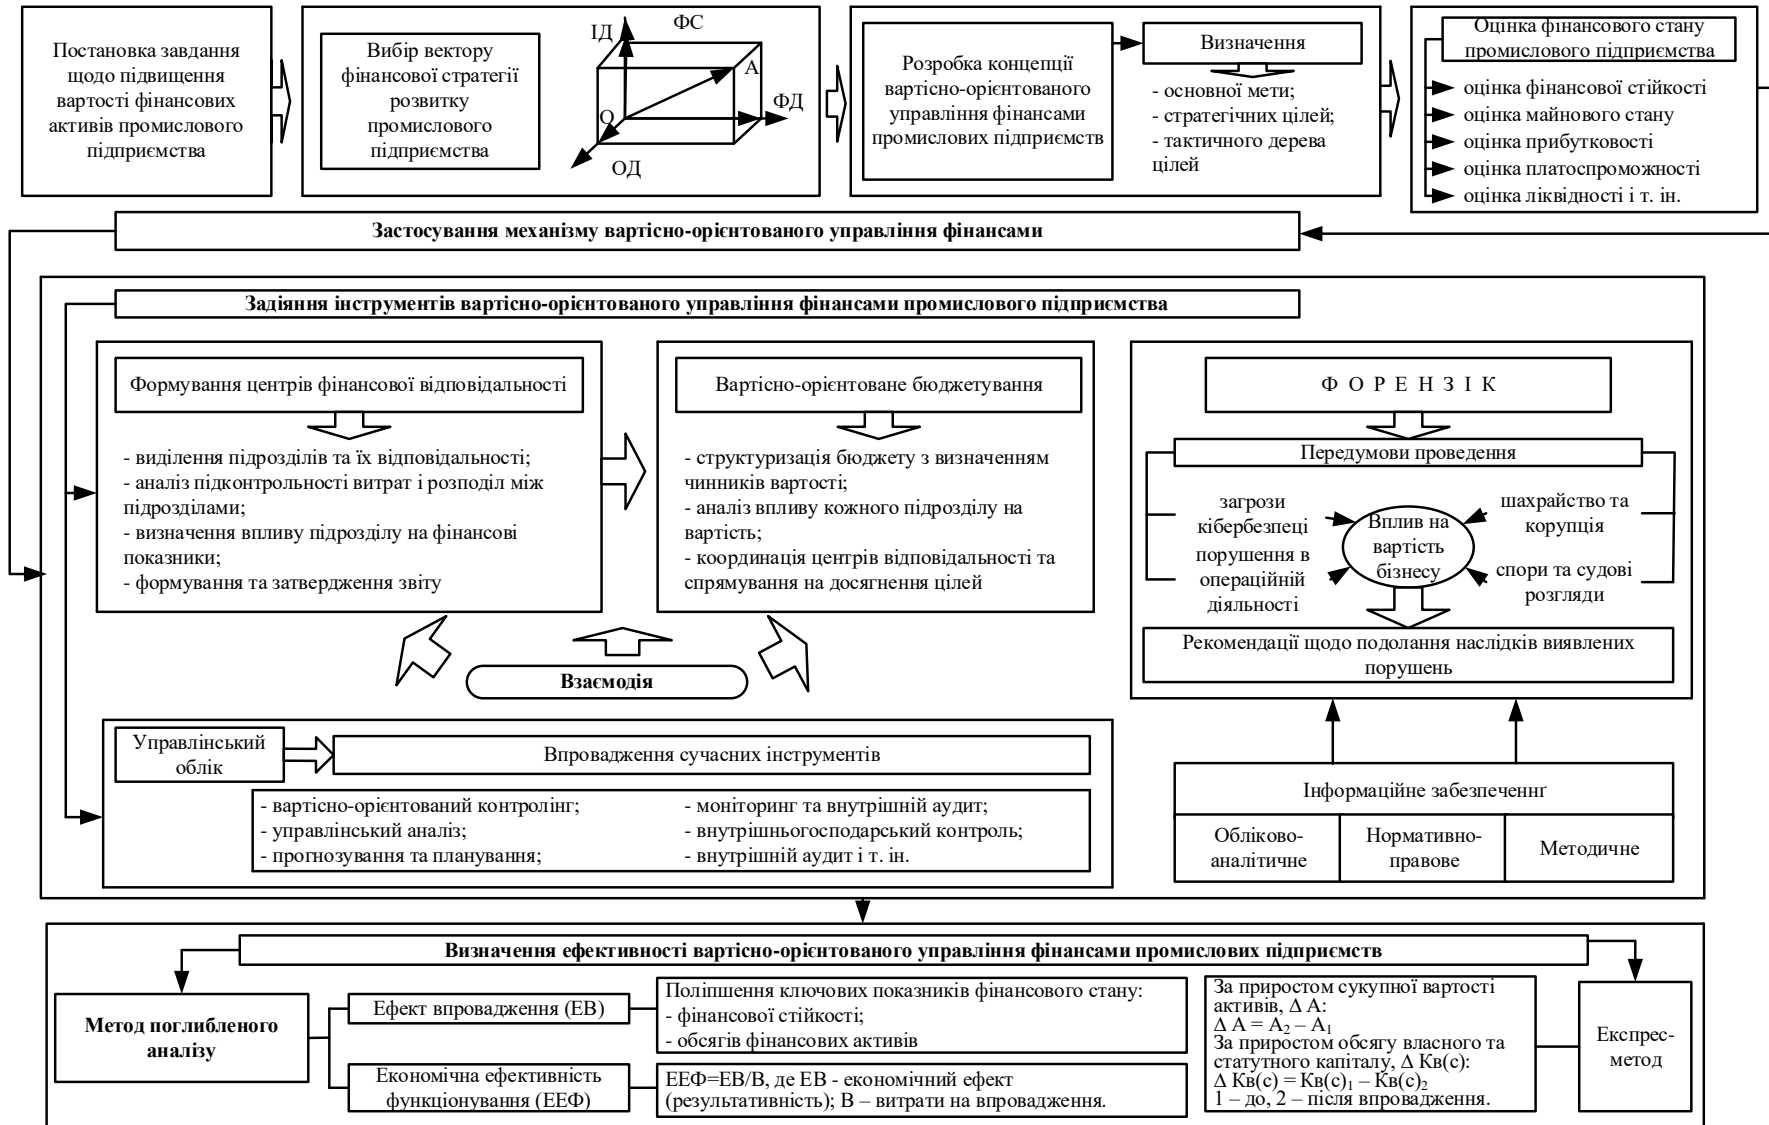 Постановка завдання
щодо підвищення
вартості фінансових
активів промислового
підприємства
Вибір вектору
фінансової стратегії
розвитку
промислового
підприємства
ІД
ФС
А
ФД
О
ОД
Розробка концепції
вартісно-орієнтованого
управління фінансами
промислових підприємств
Визначення
- основної мети;
- стратегічних цілей;
- тактичного дерева
цілей
Оцінка фінансового стану
промислового підприємства
оцінка фінансової стійкості
оцінка майнового стану
оцінка прибутковості
оцінка платоспроможності
оцінка ліквідності і т. ін.
Застосування механізму вартісно-орієнтованого управління фінансами
Задіяння інструментів вартісно-орієнтованого управління фінансами промислового підприємства
Формування центрів фінансової відповідальності
- виділення підрозділів та їх відповідальності;
- аналіз підконтрольності витрат і розподіл між
підрозділами;
- визначення впливу підрозділу на фінансові
показники;
- формування та затвердження звіту
Вартісно-орієнтоване бюджетування
- структуризація бюджету з визначенням
чинників вартості;
- аналіз впливу кожного підрозділу на
вартість;
- координація центрів відповідальності та
спрямування на досягнення цілей
Ф О Р Е Н З І К
Передумови проведення
загрози
кібербезпеці
порушення в
операційній
діяльності
Вплив на
вартість
бізнесу
шахрайство та
корупція
спори та судові
розгляди
Рекомендації щодо подолання наслідків виявлених
порушень
Взаємодія
Управлінський
облік
Впровадження сучасних інструментів
- вартісно-орієнтований контролінг;
- управлінський аналіз;
- прогнозування та планування;
- моніторинг та внутрішній аудит;
- внутрішньогосподарський контроль;
- внутрішній аудит і т. ін.
Інформаційне забезпеченнґ
Обліково-
аналітичне
Нормативно-
правове
Методичне
Визначення ефективності вартісно-орієнтованого управління фінансами промислових підприємств
Метод поглибленого
аналізу
Ефект впровадження (ЕВ)
Поліпшення ключових показників фінансового стану:
- фінансової стійкості;
- обсягів фінансових активів
Економічна ефективність
функціонування (ЕЕФ)
ЕЕФ=ЕВ/В, де ЕВ - економічний ефект
(результативність); В – витрати на впровадження.
За приростом сукупної вартості
активів, Δ А:
Δ А = А₂ – А₁
За приростом обсягу власного та
статутного капіталу, Δ Кв(с):
Δ Кв(с) = Кв(с)₁ – Кв(с)₂
1 – до, 2 – після впровадження.
Експрес-
метод